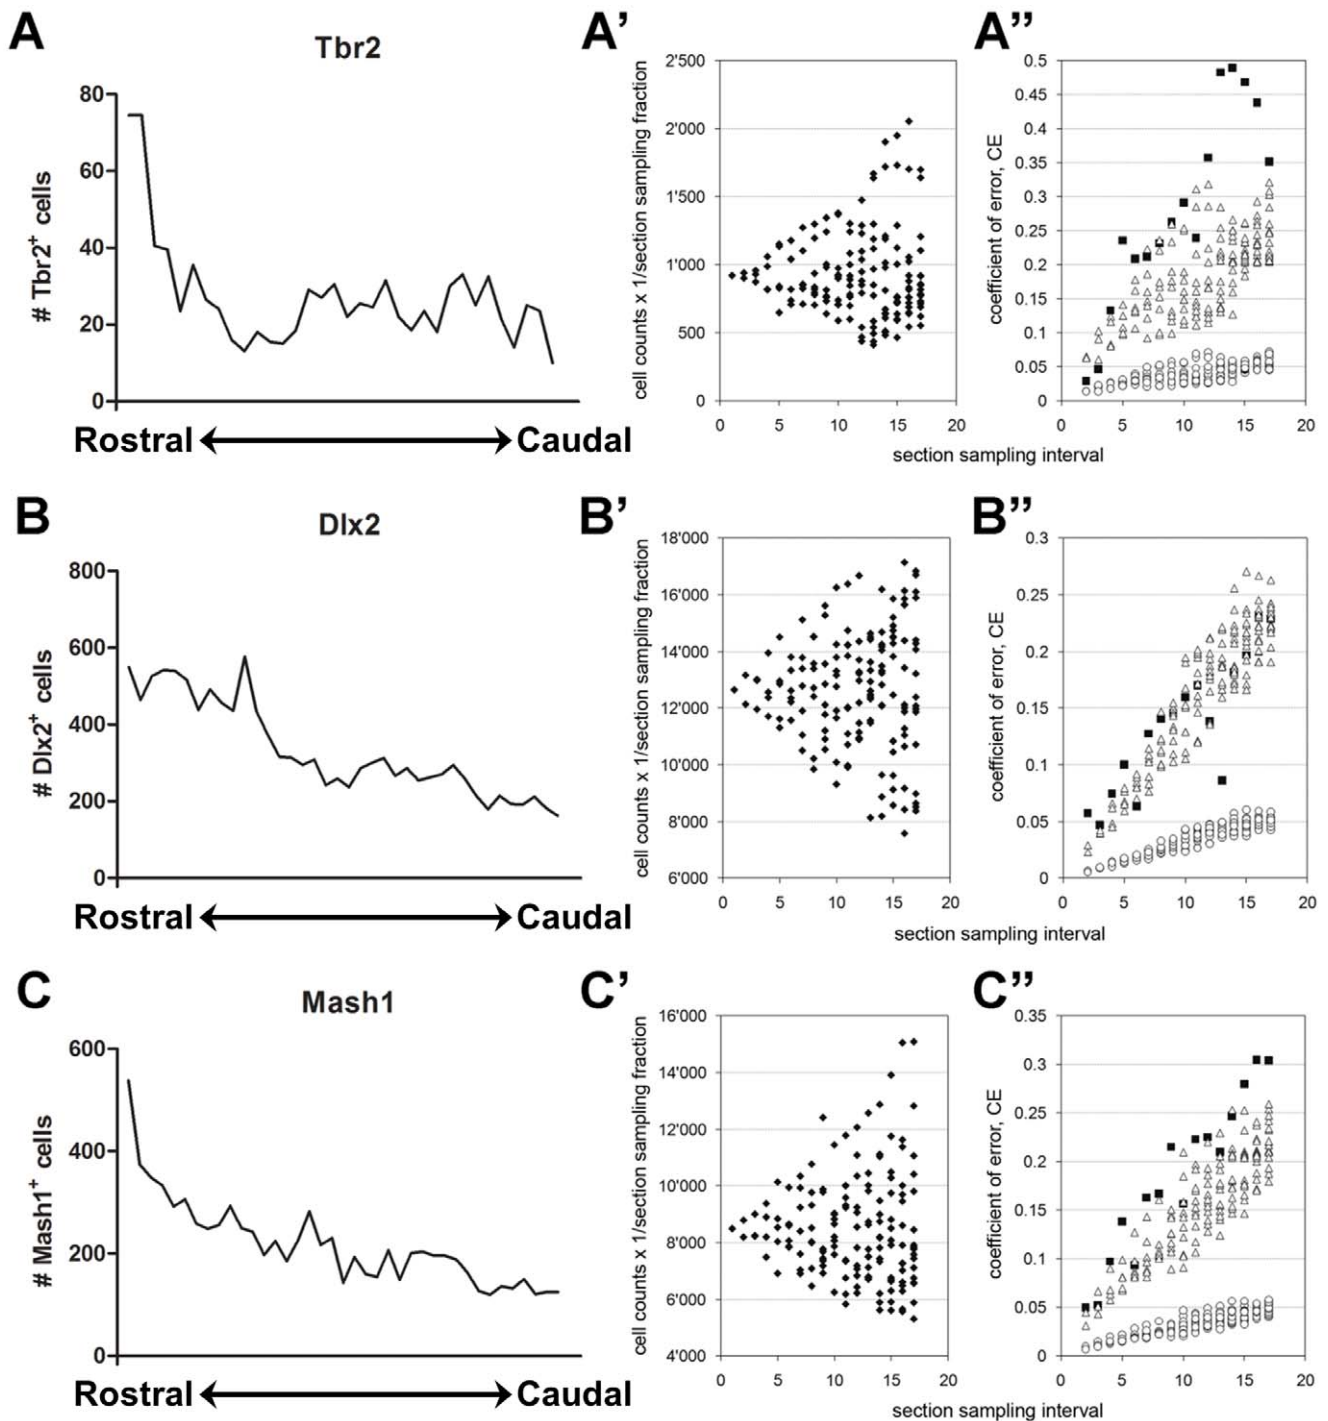 A
Tbr2
# Tbr2+ cells
80
60
40
20
0
Rostral
Caudal
A’
cell counts x 1/section sampling fraction
2'500
2'000
1'500
1'000
500
0
0 5 10 15 20
A’’
coefficient of error, CE
0.5
0.45
0.4
0.35
0.3
0.25
0.2
0.15
0.1
0.05
0
0 5 10 15 20
section sampling interval
B
Dlx2
# Dlx2+ cells
800
600
400
200
0
Rostral
Caudal
B’
cell counts x 1/section sampling fraction
18'000
16'000
14'000
12'000
10'000
8'000
6'000
0 5 10 15 20
B’’
coefficient of error, CE
0.3
0.25
0.2
0.15
0.1
0.05
0
0 5 10 15 20
section sampling interval
C
Mash1
# Mash1+ cells
600
400
200
0
Rostral
Caudal
C’
cell counts x 1/section sampling fraction
16'000
14'000
12'000
10'000
8'000
6'000
4'000
0 5 10 15 20
C’’
coefficient of error, CE
0.35
0.3
0.25
0.2
0.15
0.1
0.05
0
0 5 10 15 20
section sampling interval